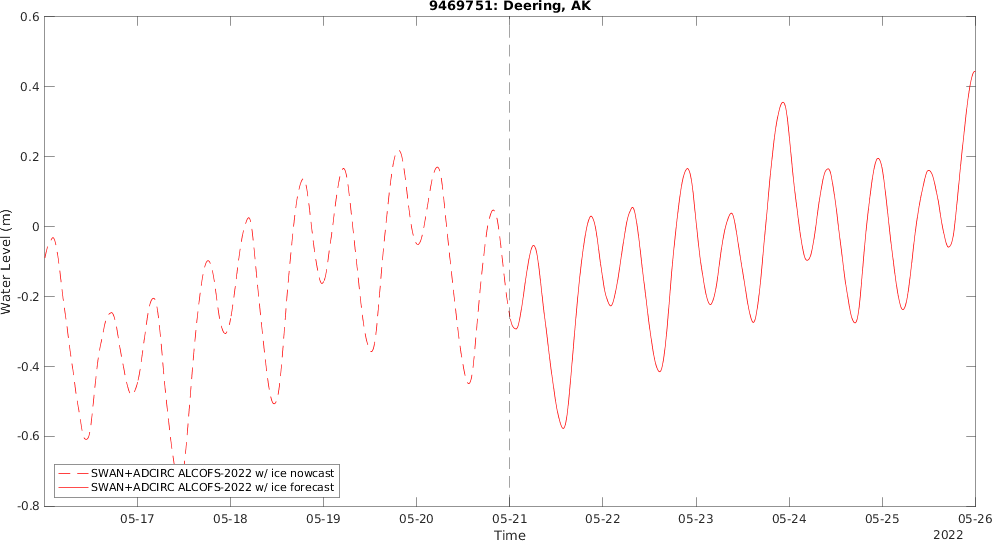 9469751: Deering, AK
0.6
0.4
0.2
0
-0.2
-0.4
-0.6
-0.8
Water Level (m)
SWAN+ADCIRC ALCOFS-2022 w/ ice nowcast
SWAN+ADCIRC ALCOFS-2022 w/ ice forecast
05-17 05-18 05-19 05-20 05-21 05-22 05-23 05-24 05-25 05-26
Time
2022